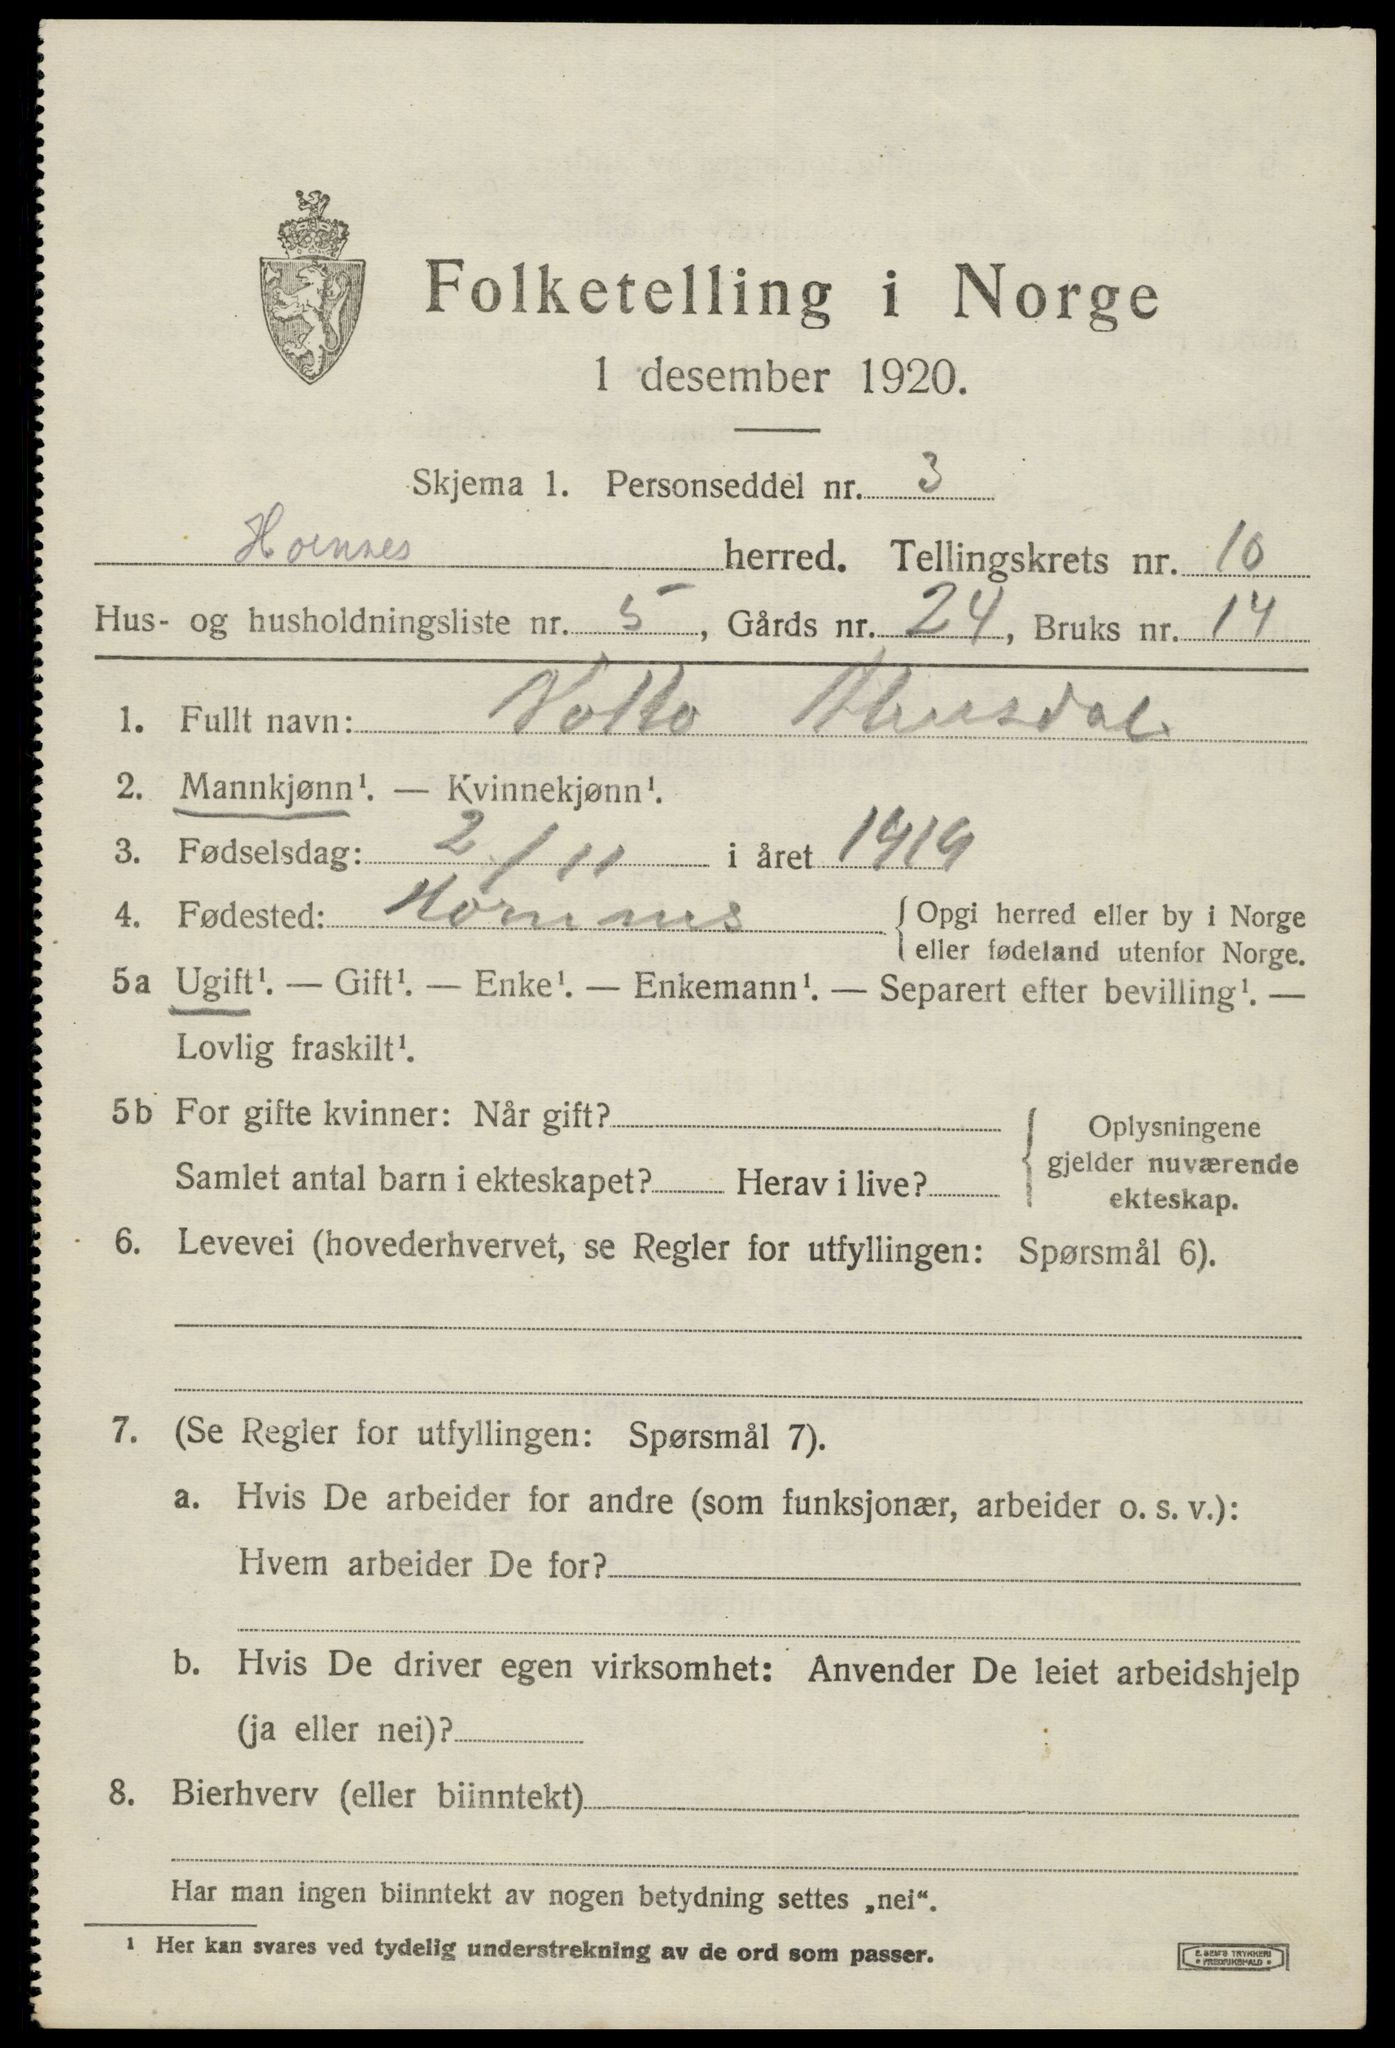 Folketelling i Norge
1 desember 1920.
Skjema 1. Personseddel nr. 3
Hornnes herred. Tellingskrets nr. 10
Hus- og husholdningsliste nr. 5, Gårds nr. 24, Bruks nr. 14
1. Fullt navn:
2. Mannkjønn¹. — Kvinnekjønn¹.
3. Fødselsdag: 2/11 i året 1919
4. Fødested: Hornnes { Opgi herred eller by i Norge
eller fødeland utenfor Norge.
5a Ugift¹. — Gift¹. — Enke¹. — Enkemann¹. — Separert efter bevilling¹. —
Lovlig fraskilt¹.
5b For gifte kvinner: Når gift?
Samlet antal barn i ekteskapet? Herav i live?
{ Oplysningene
gjelder nuværende
ekteskap.
6. Levevei (hovederhvervet, se Regler for utfyllingen: Spørsmål 6).
7. (Se Regler for utfyllingen: Spørsmål 7).
a. Hvis De arbeider for andre (som funksjonær, arbeider o. s. v.):
Hvem arbeider De for?
b. Hvis De driver egen virksomhet: Anvender De leiet arbeidshjelp
(ja eller nei)?
8. Bierhverv (eller biinntekt)
Har man ingen biinntekt av nogen betydning settes „nei“.
¹ Her kan svares ved tydelig understrekning av de ord som passer.
E. SEM'S TRYKKERI
* FREDRIKSHALD *